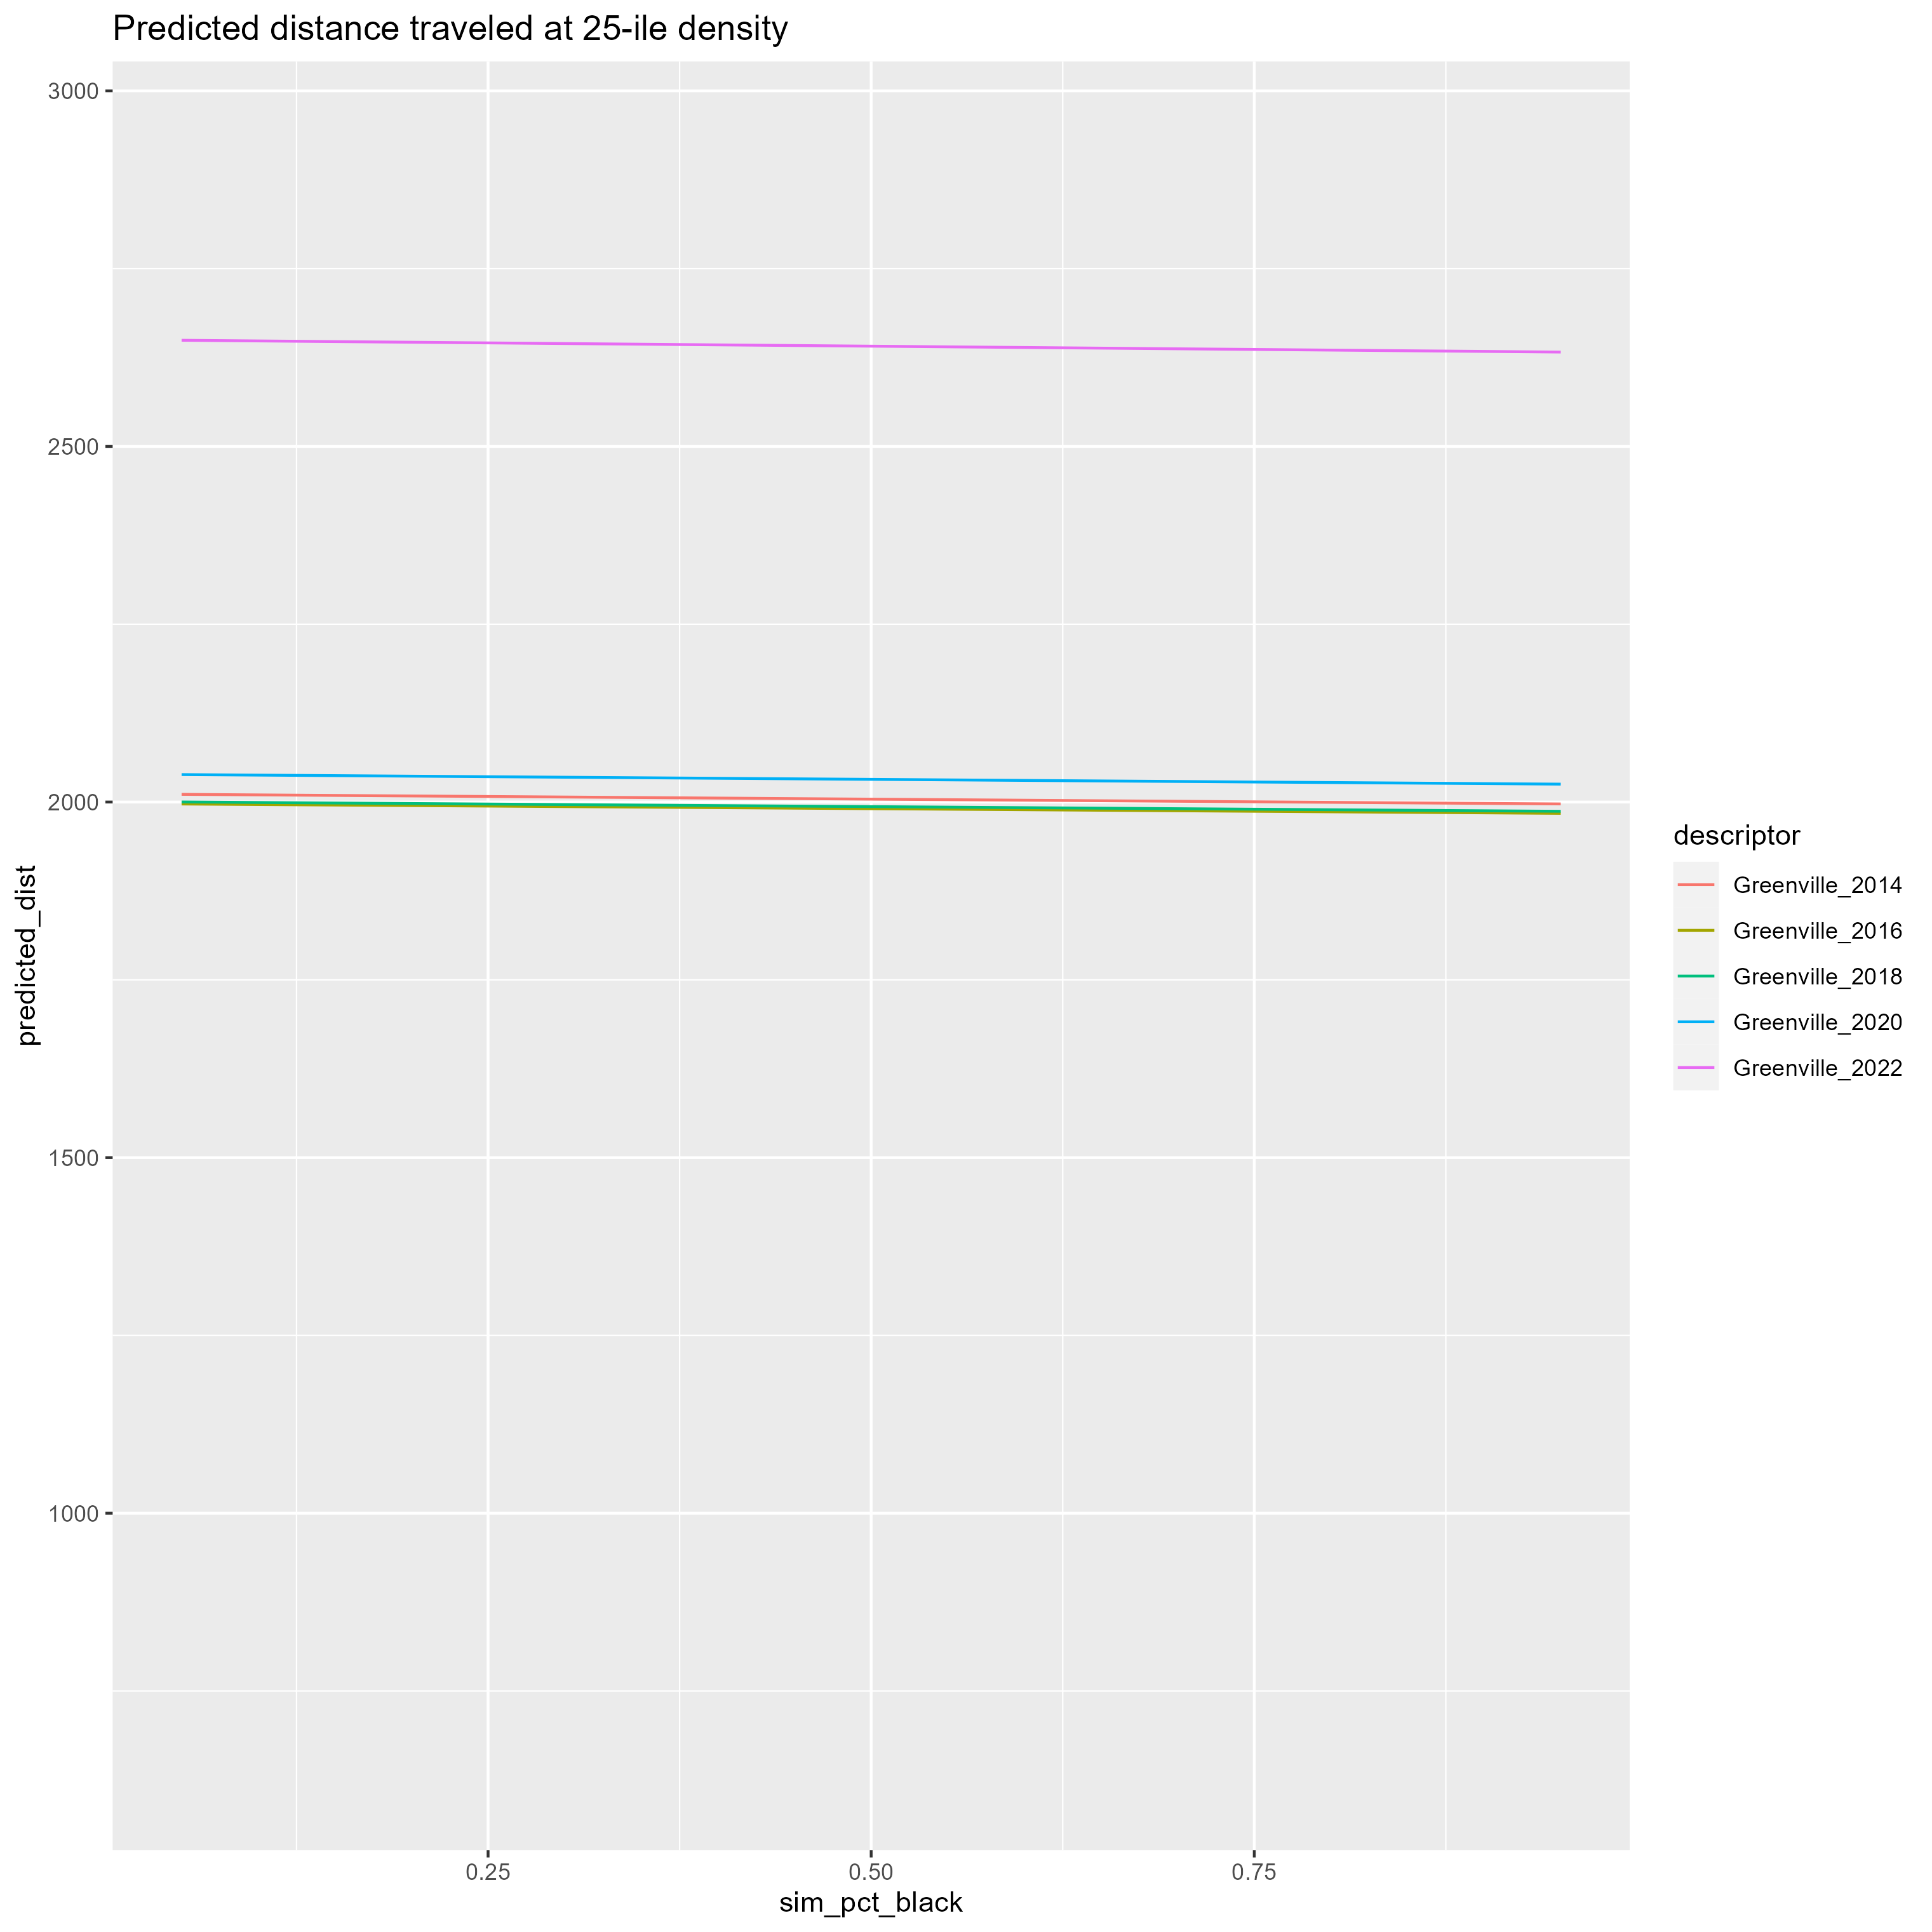 Predicted distance traveled at 25-ile density
3000
2500
2000
1500
1000
predicted_dist
0.25 0.50 0.75
sim_pct_black
descriptor
Greenville_2014
Greenville_2016
Greenville_2018
Greenville_2020
Greenville_2022